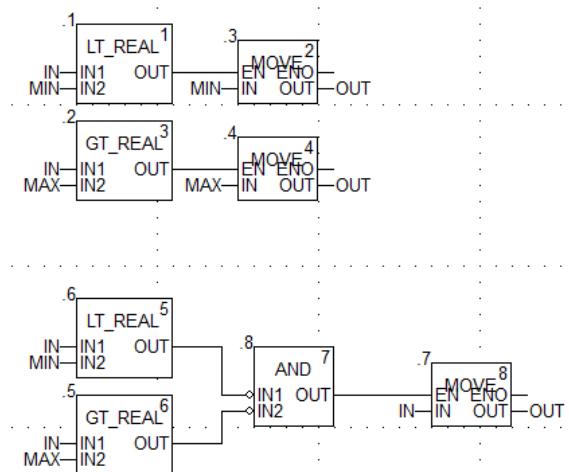 .1 1 .3 2
LT_REAL MOVE
IN IN1 OUT EN ENO
MIN IN2 MIN IN OUT OUT
.2 3 .4 4
GT_REAL MOVE
IN IN1 OUT EN ENO
MAX IN2 MAX IN OUT OUT
.6 5
LT_REAL
IN IN1 OUT
MIN IN2
.8 7 .7 8
AND MOVE
IN1 OUT EN ENO
IN2 IN IN OUT OUT
.5 6
GT_REAL
IN IN1 OUT
MAX IN2